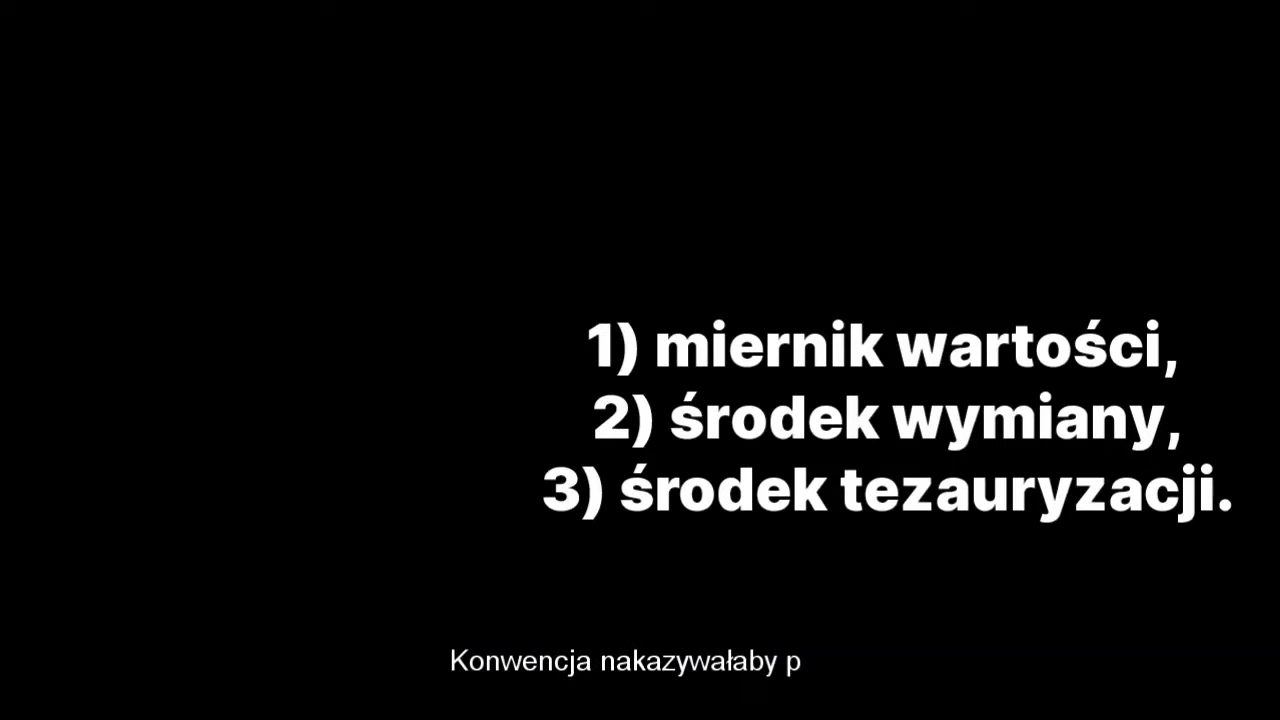 1) miernik wartości,
2) środek wymiany,
3) środek tezauryzacji.
Konwencja nakazywałaby p